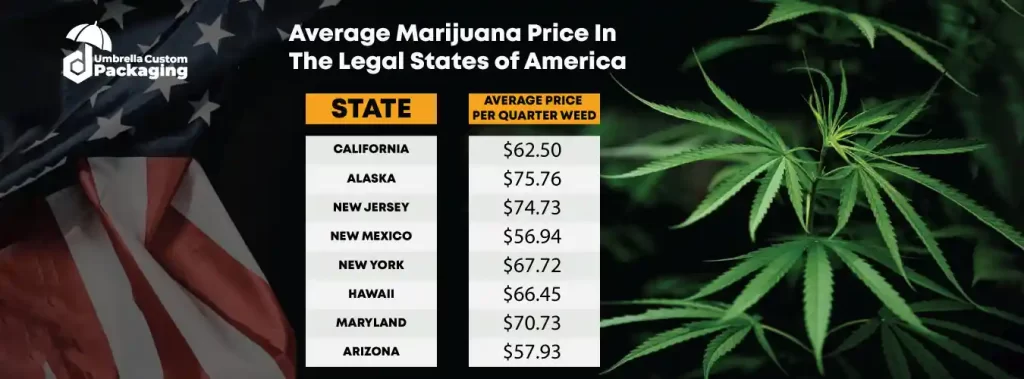 Umbrella Custom
Packaging
Average Marijuana Price In
The Legal States of America
STATE
AVERAGE PRICE
PER QUARTER WEED
CALIFORNIA $62.50
ALASKA $75.76
NEW JERSEY $74.73
NEW MEXICO $56.94
NEW YORK $67.72
HAWAII $66.45
MARYLAND $70.73
ARIZONA $57.93